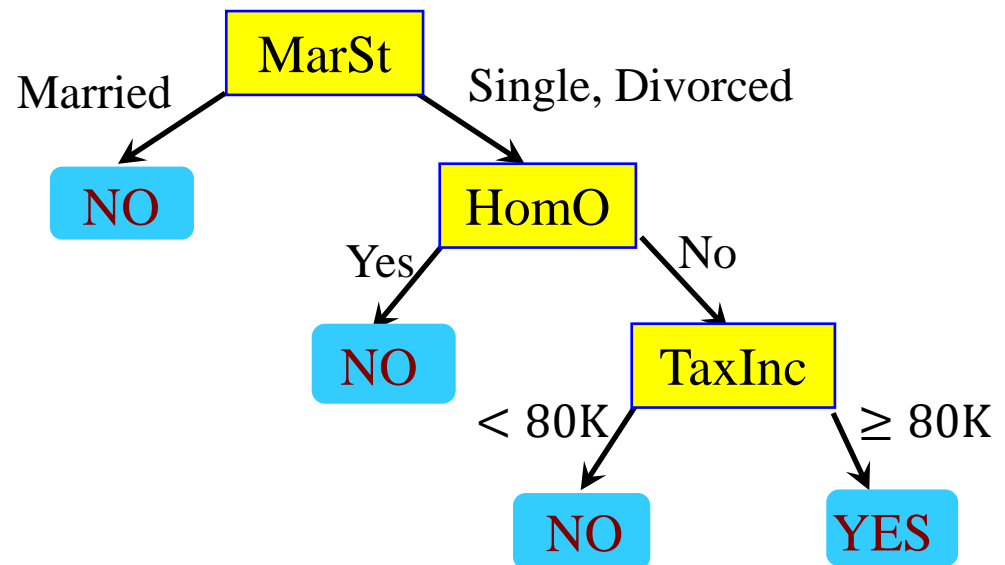 MarSt
Married
Single, Divorced
NO
HomO
Yes
No
NO
TaxInc
< 80K
≥ 80K
NO
YES